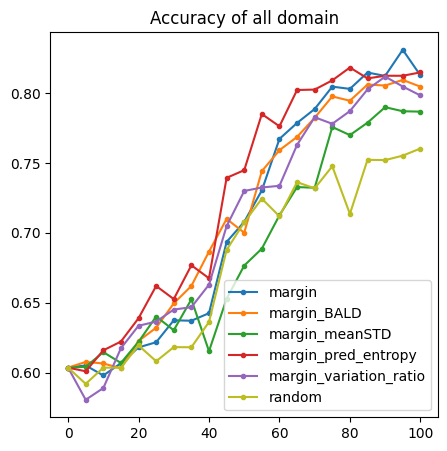 Accuracy of all domain
0.80
0.75
0.70
0.65
0.60
0 20 40 60 80 100
margin
margin_BALD
margin_meanSTD
margin_pred_entropy
margin_variation_ratio
random